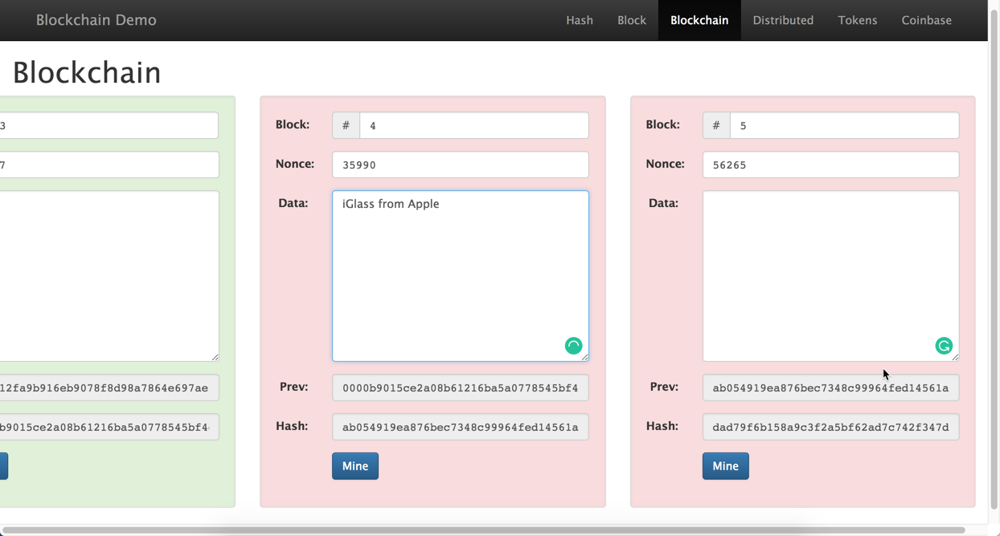 Blockchain Demo
Hash Block Blockchain Distributed Tokens Coinbase
Blockchain
3
7
12fa9b916eb9078f8d98a7864e697ae
b9015ce2a08b61216ba5a0778545bf4
Block: # 4
Nonce: 35990
Data: iGlass from Apple
Prev: 0000b9015ce2a08b61216ba5a0778545bf4
Hash: ab054919ea876bec7348c99964fed14561a
Mine
Block: # 5
Nonce: 56265
Data:
Prev: ab054919ea876bec7348c99964fed14561a
Hash: dad79f6b158a9c3f2a5bf62ad7c742f347d
Mine